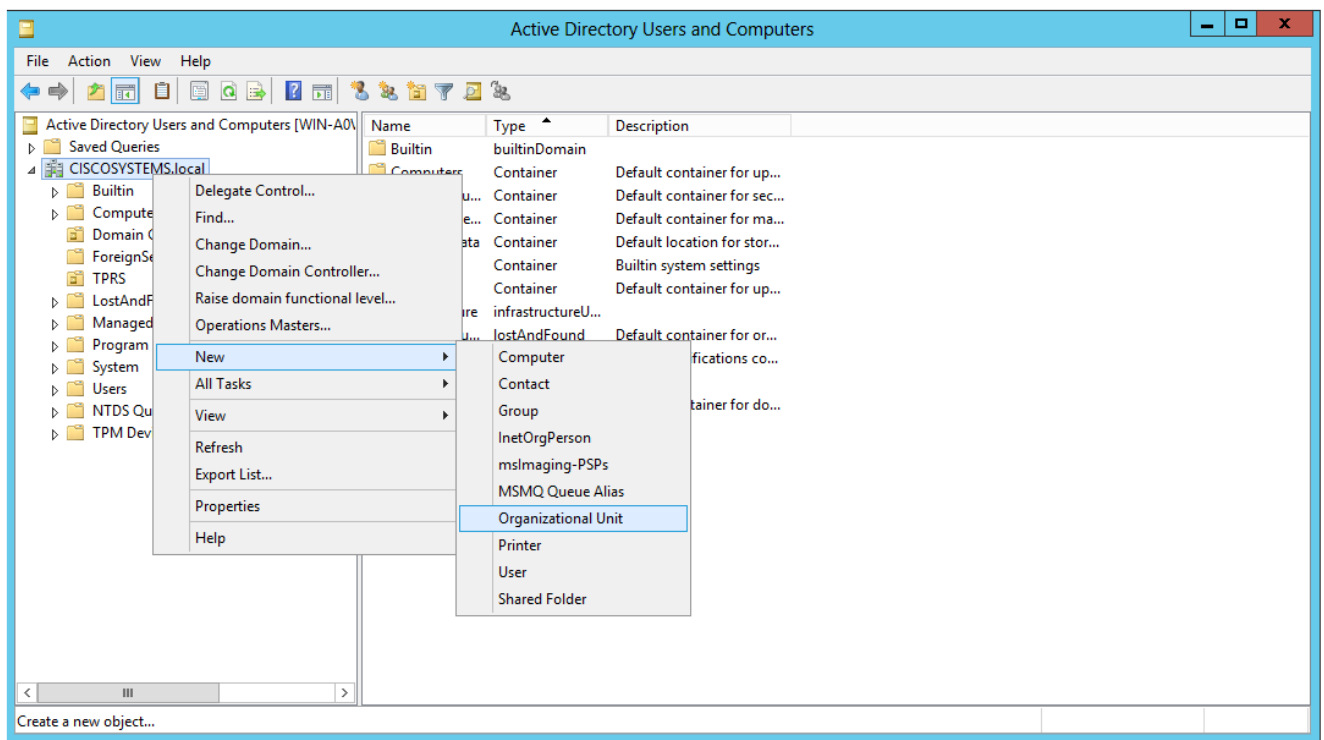 Active Directory Users and Computers
File Action View Help
Active Directory Users and Computers [WIN-A0\
Saved Queries
CISCOSYSTEMS.local
Builtin
Compute
Domain
ForeignSe
TPRS
LostAndF
Managed
Program
System
Users
NTDS Qu
TPM Dev
Name Type Description
Builtin builtinDomain
Computers Container Default container for up...
u... Container Default container for sec...
e... Container Default container for ma...
ata Container Default location for stor...
Container Builtin system settings
Container Default container for up...
ure infrastructureU...
u... lostAndFound Default container for or...
ifications co...
tainer for do...
Delegate Control...
Find...
Change Domain...
Change Domain Controller...
Raise domain functional level...
Operations Masters...
New
All Tasks
View
Refresh
Export List...
Properties
Help
Computer
Contact
Group
InetOrgPerson
msImaging-PSPs
MSMQ Queue Alias
Organizational Unit
Printer
User
Shared Folder
Create a new object...